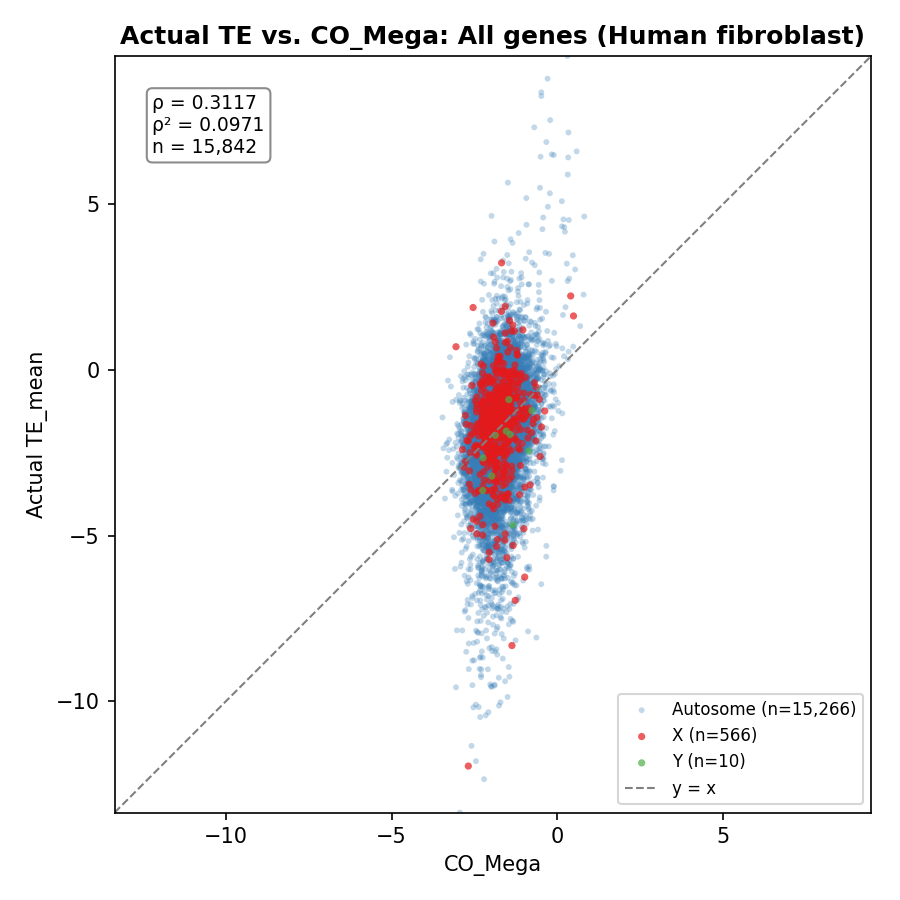 Actual TE vs. CO_Mega: All genes (Human fibroblast)
ρ = 0.3117
ρ² = 0.0971
n = 15,842
5
0
−5
−10
Actual TE_mean
Autosome (n=15,266)
X (n=566)
Y (n=10)
y = x
−10
−5
0
5
CO_Mega